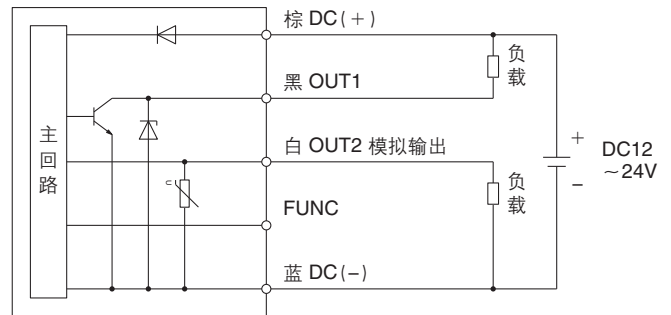 棕 DC(+)
负载
黑 OUT1
主回路
白 OUT2 模拟输出
+
DC12
～24V
−
U
负载
FUNC
蓝 DC(−)